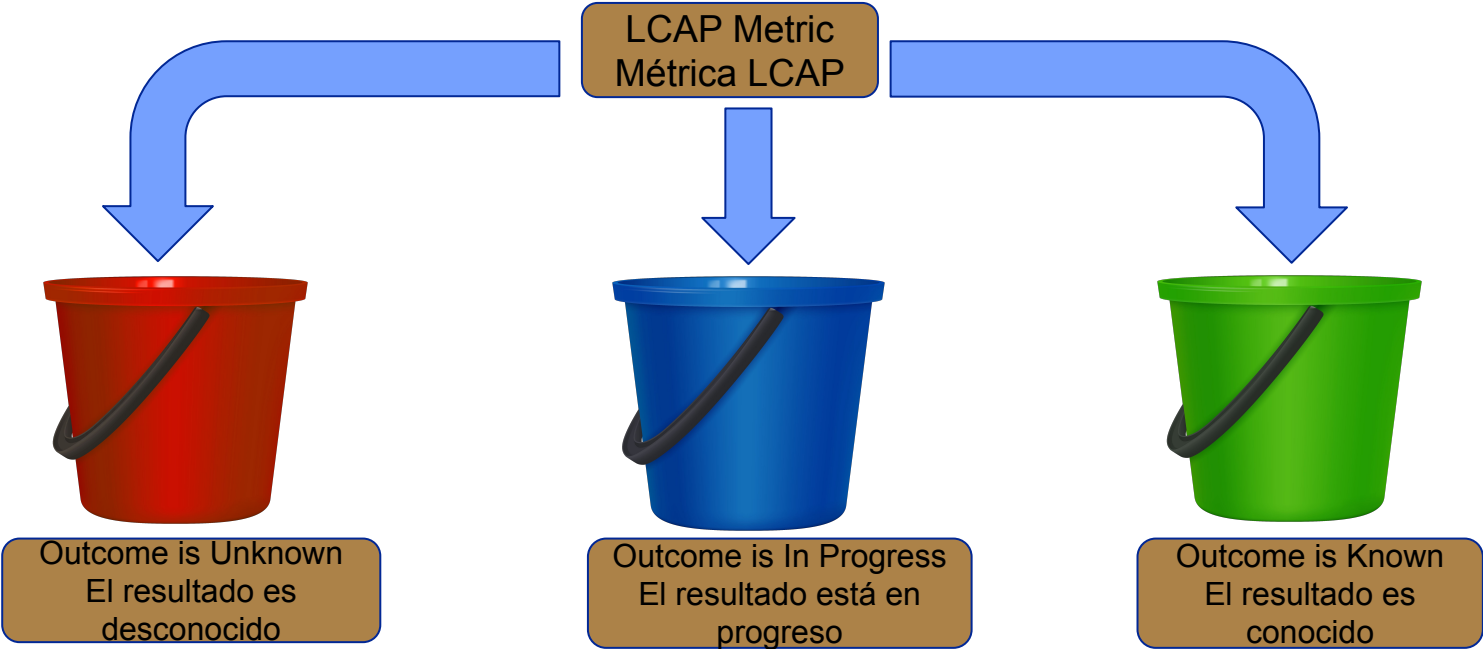 LCAP Metric
Métrica LCAP
Outcome is Unknown
El resultado es
desconocido
Outcome is In Progress
El resultado está en
progreso
Outcome is Known
El resultado es
conocido